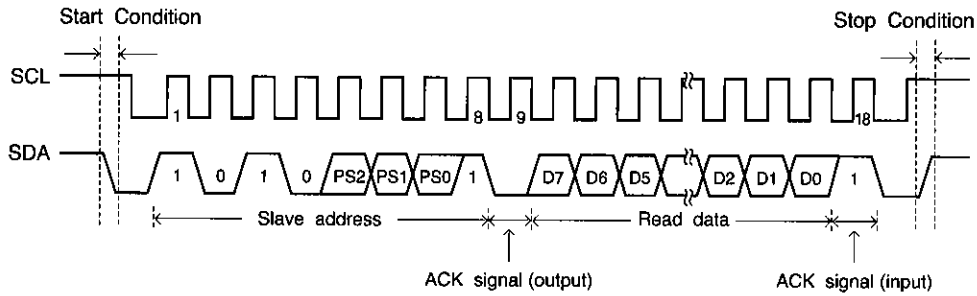 Start Condition
Stop Condition
SCL
1
8
9
18
SDA
1 0 1 0 PS2 PS1 PS0 1 D7 D6 D5 D2 D1 D0 1
Slave address
Read data
ACK signal (output)
ACK signal (input)